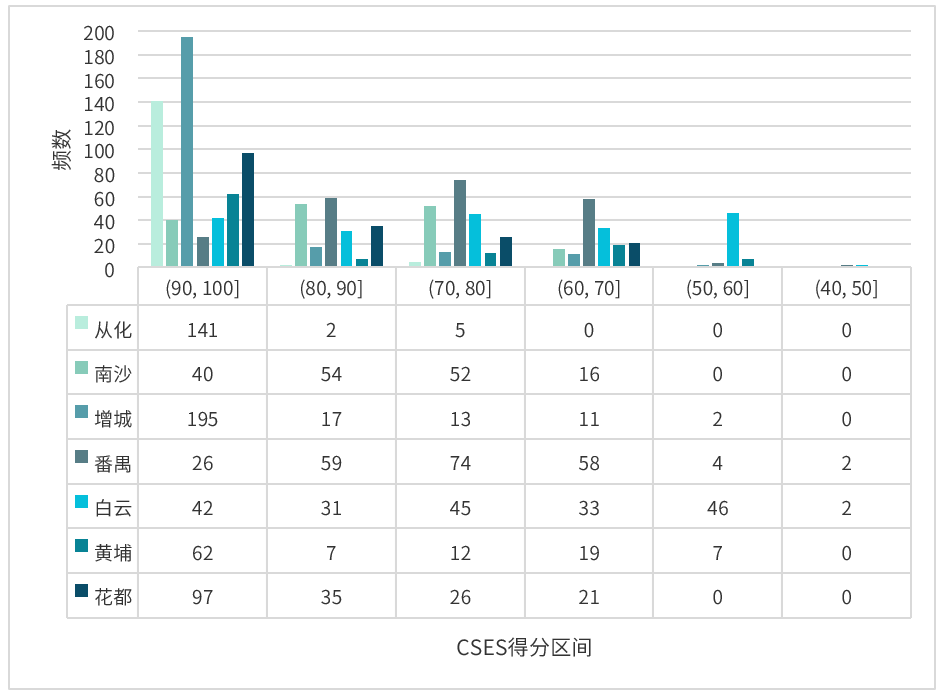 200
180
160
140
120
100
80
60
40
20
0
频数
(90, 100] (80, 90] (70, 80] (60, 70] (50, 60] (40, 50]
从化 141 2 5 0 0 0
南沙 40 54 52 16 0 0
增城 195 17 13 11 2 0
番禺 26 59 74 58 4 2
白云 42 31 45 33 46 2
黄埔 62 7 12 19 7 0
花都 97 35 26 21 0 0
CSES得分区间